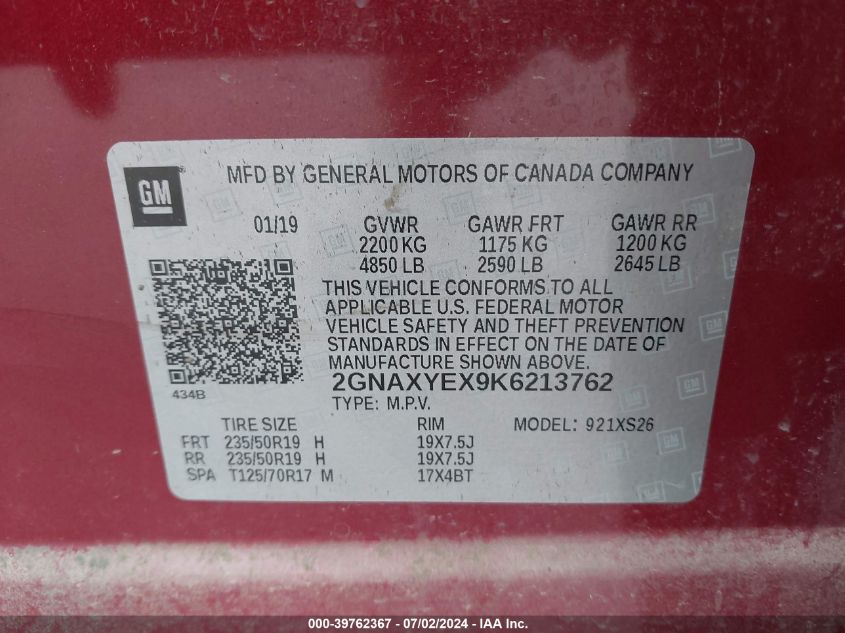 GM
MFD BY GENERAL MOTORS OF CANADA COMPANY
01/19 GVWR GAWR FRT GAWR RR
2200 KG 1175 KG 1200 KG
4850 LB 2590 LB 2645 LB
THIS VEHICLE CONFORMS TO ALL
APPLICABLE U.S. FEDERAL MOTOR
VEHICLE SAFETY AND THEFT PREVENTION
STANDARDS IN EFFECT ON THE DATE OF
MANUFACTURE SHOWN ABOVE.
434B
2GNAXYEX9K6213762
TYPE: M.P.V.
TIRE SIZE RIM MODEL: 921XS26
FRT 235/50R19 H 19X7.5J
RR 235/50R19 H 19X7.5J
SPA T125/70R17 M 17X4BT
000-39762367 / 07/02/2024 - IAA Inc.